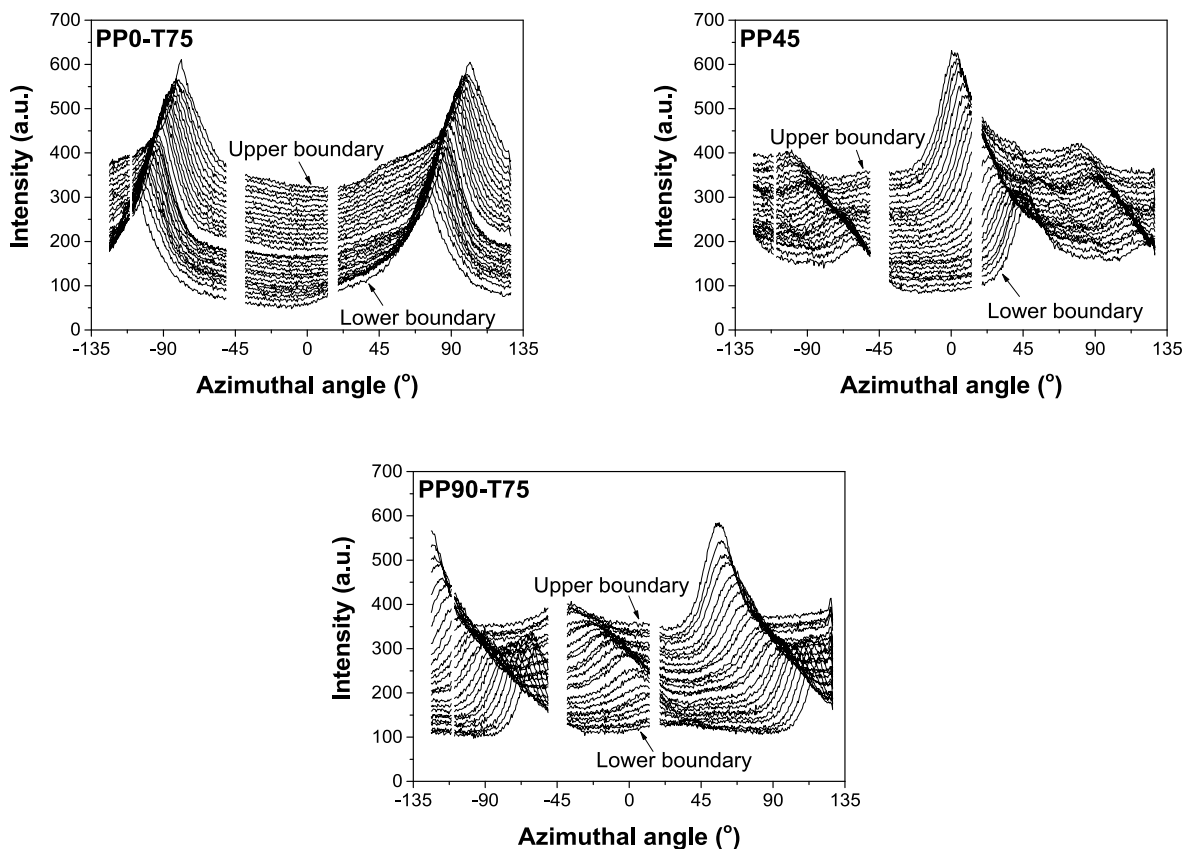 PP0-T75
700
600
500
400
300
200
100
0
Intensity (a.u.)
Upper boundary
Lower boundary
-135 -90 -45 0 45 90 135
Azimuthal angle (°)
PP45
700
600
500
400
300
200
100
0
Intensity (a.u.)
Upper boundary
Lower boundary
-135 -90 -45 0 45 90 135
Azimuthal angle (°)
PP90-T75
700
600
500
400
300
200
100
0
Intensity (a.u.)
Upper boundary
Lower boundary
-135 -90 -45 0 45 90 135
Azimuthal angle (°)